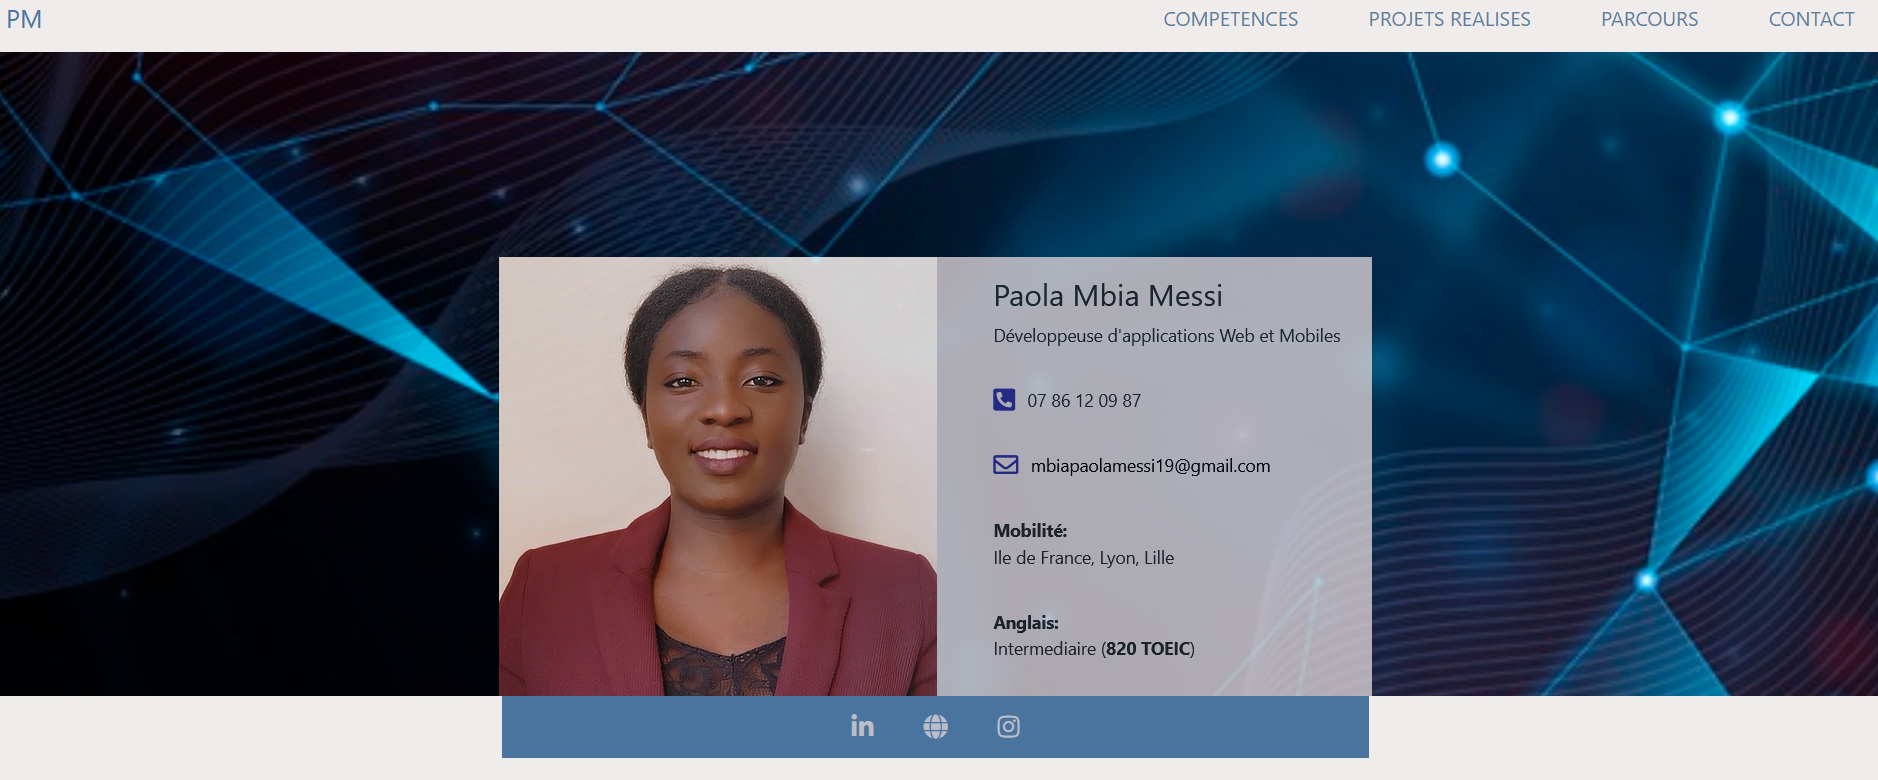 PM
COMPETENCES PROJETS REALISES PARCOURS CONTACT
Paola Mbia Messi
Développeuse d'applications Web et Mobiles
07 86 12 09 87
mbiapaolamessi19@gmail.com
Mobilité:
Ile de France, Lyon, Lille
Anglais:
Intermediaire (820 TOEIC)
in